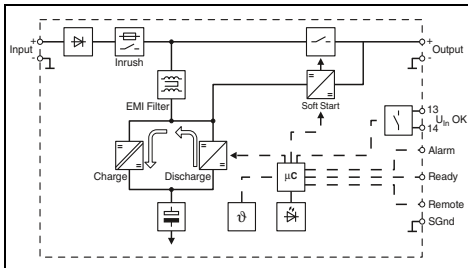 + Input -
Inrush
+ Output -
EMI Filter
Soft Start
13
U_in OK
14
Alarm
Charge
Discharge
µC
Ready
ϑ
Remote
SGnd